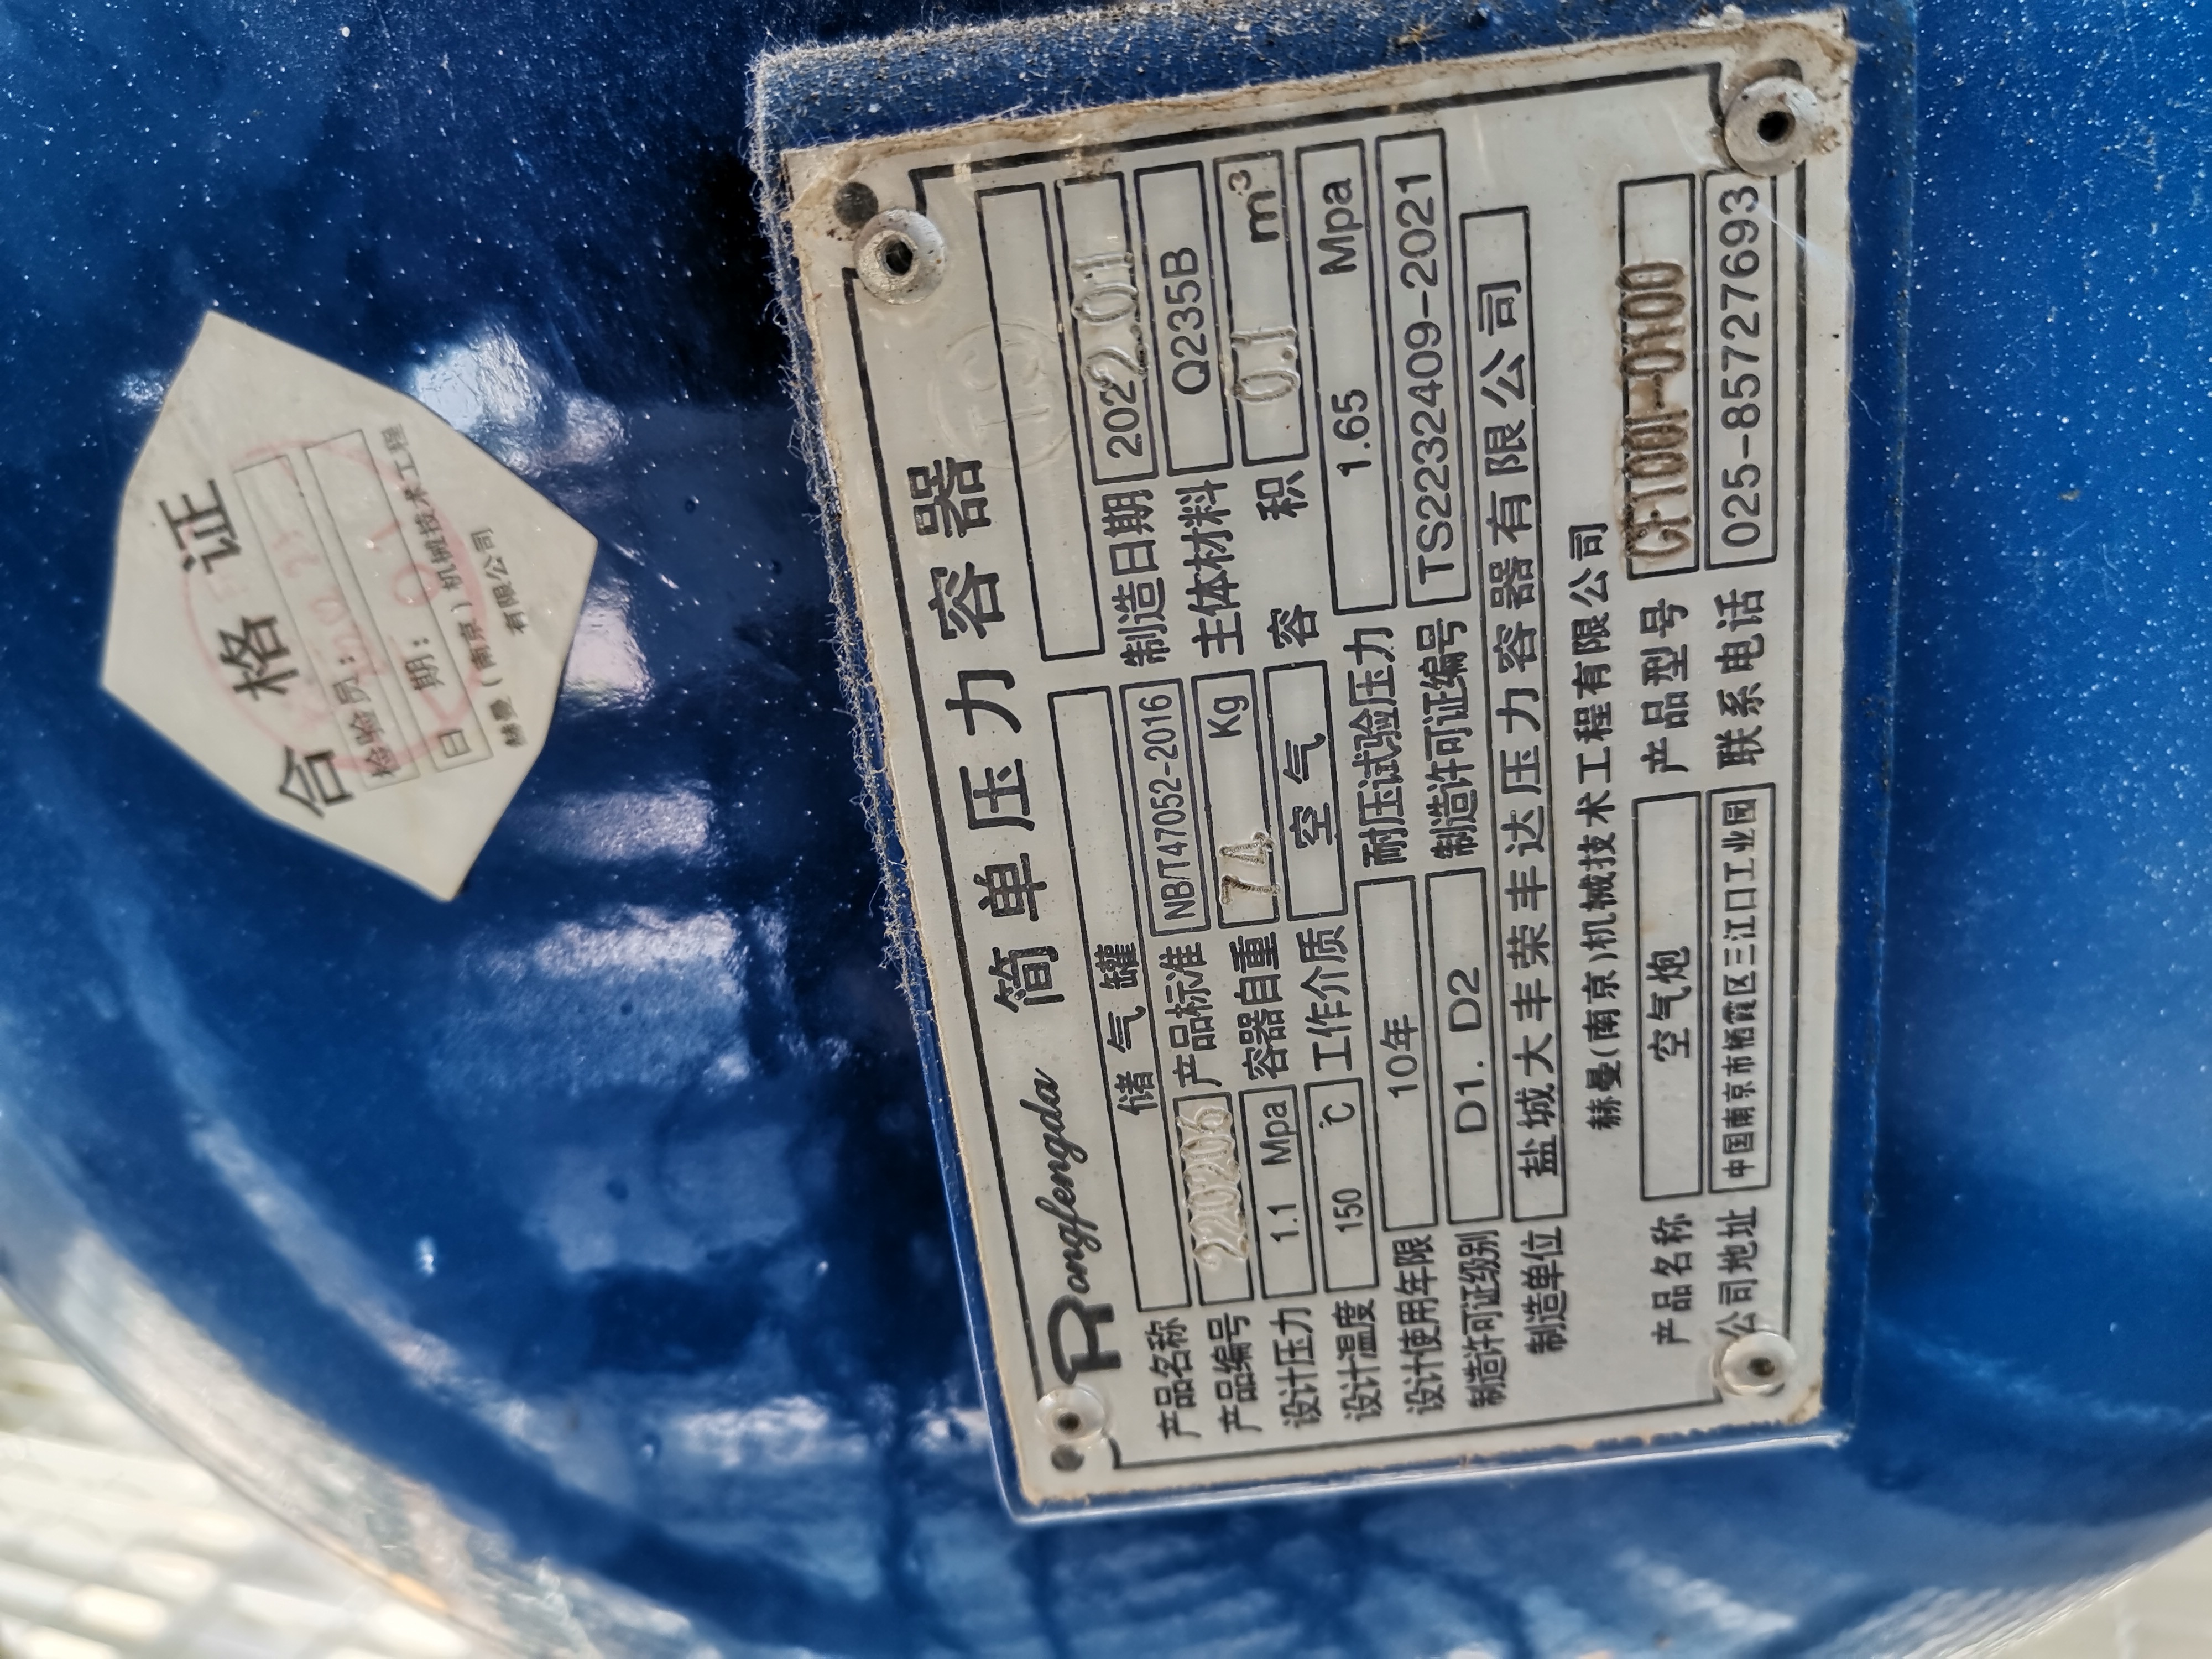 Rongfengda 简单压力容器
产品名称 储气罐
产品编号 220206 产品标准 NB/T47052-2016 制造日期 2022.01
设计压力 1.1 Mpa 容器自重 74 Kg 主体材料 Q235B
设计温度 150 ℃ 工作介质 空气 容积 0.1 m³
设计使用年限 10年 耐压试验压力 1.65 Mpa
制造许可证级别 D1. D2 制造许可证编号 TS2232409-2021
制造单位 盐城大丰荣丰达压力容器有限公司
赫曼(南京)机械技术工程有限公司
产品名称 空气炮 产品型号
公司地址 中国南京市栖霞区三江口工业园 联系电话 025-85727693
合格证
检验员:
日期:
赫曼(南京)机械技术工程
有限公司